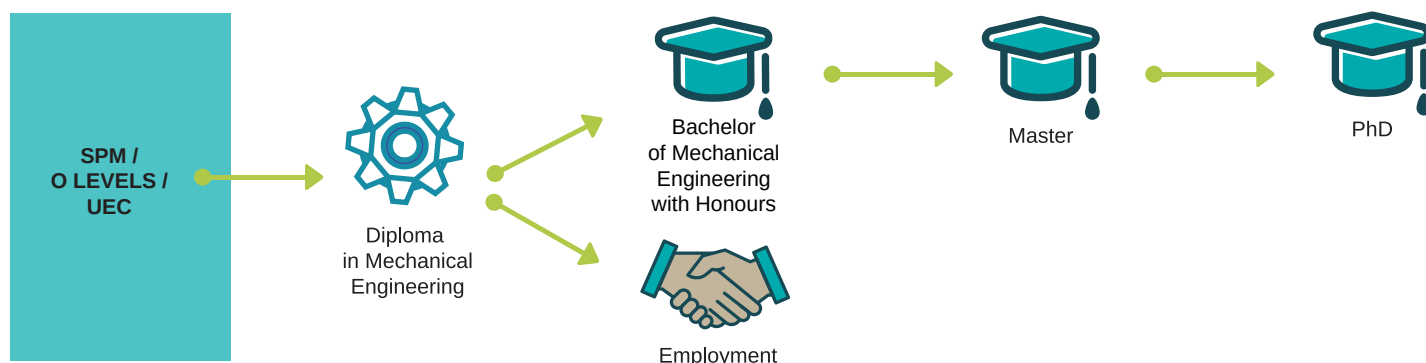 SPM /
O LEVELS /
UEC
Diploma
in Mechanical
Engineering
Bachelor
of Mechanical
Engineering
with Honours
Employment
Master
PhD